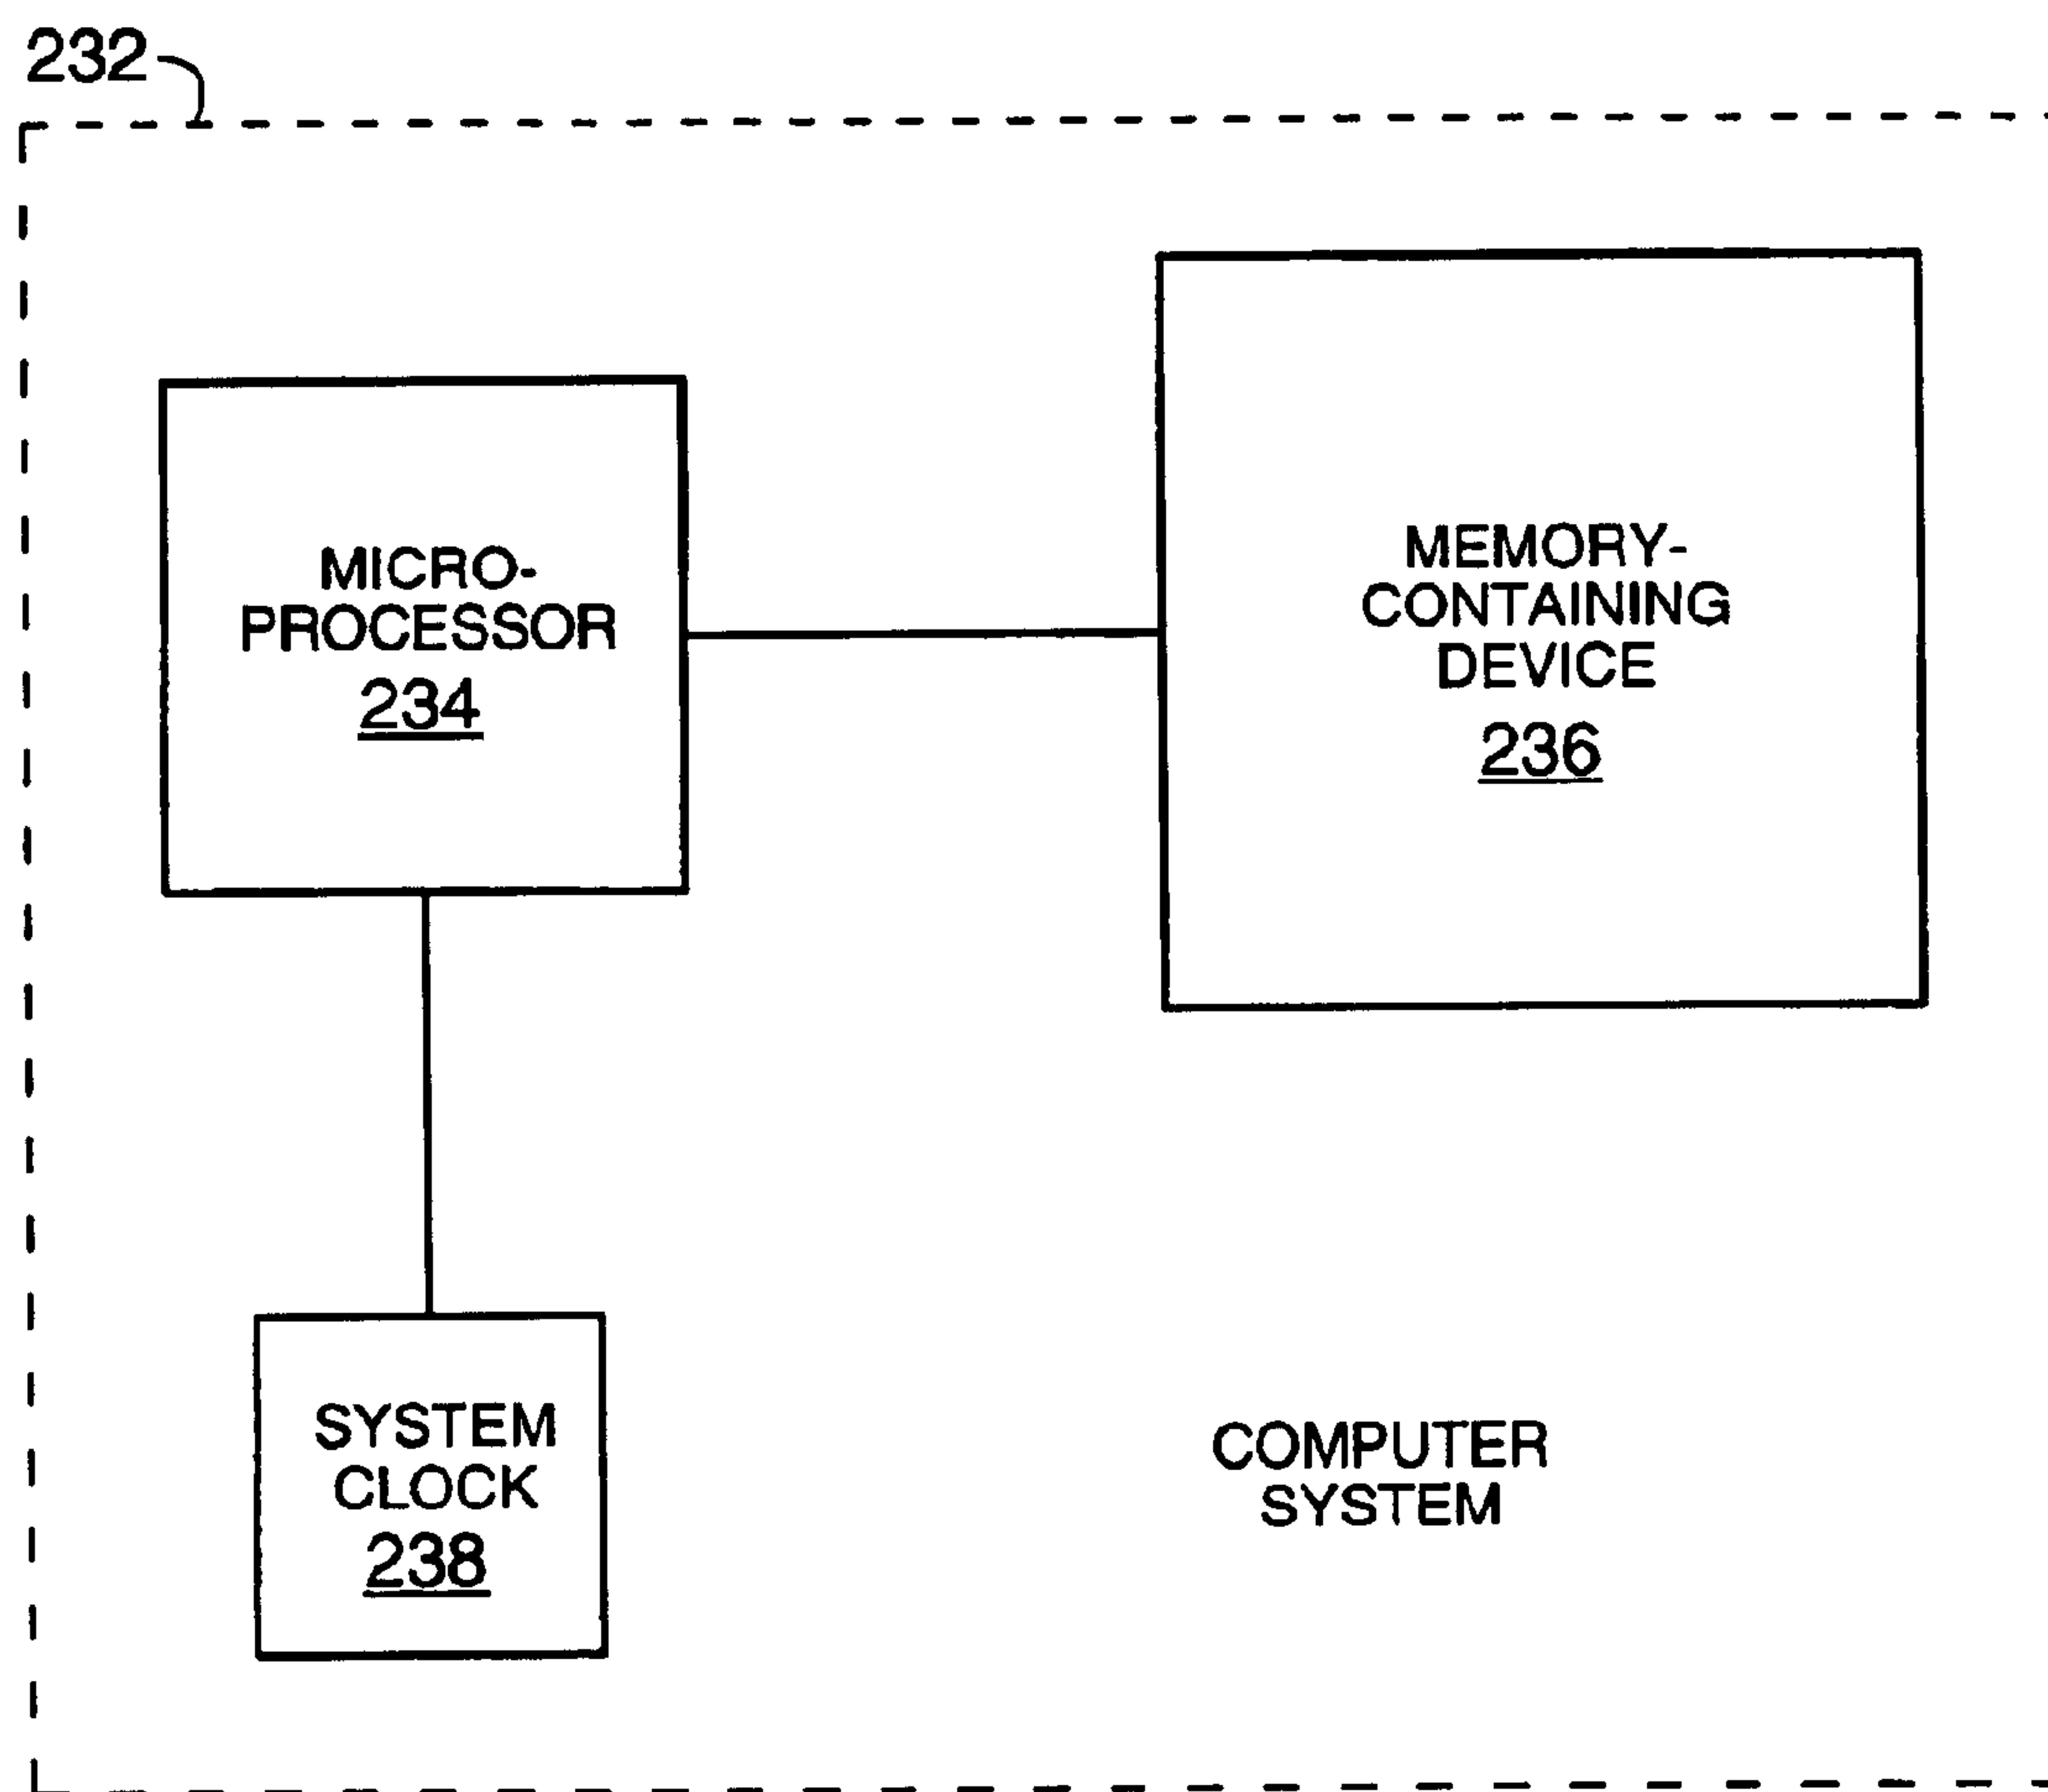 232
MICRO-
PROCESSOR
234
MEMORY-
CONTAINING
DEVICE
236
SYSTEM
CLOCK
238
COMPUTER
SYSTEM